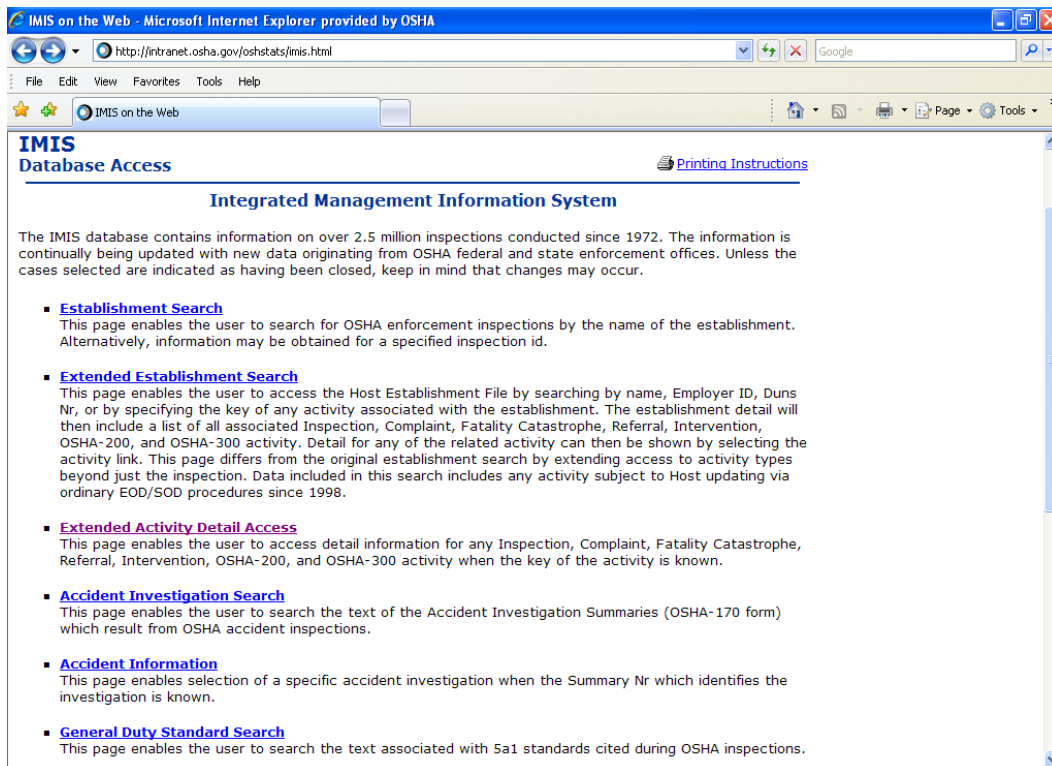 IMIS on the Web - Microsoft Internet Explorer provided by OSHA
http://intranet.osha.gov/oshstats/imis.html
Google
File Edit View Favorites Tools Help
IMIS on the Web
Page
Tools
IMIS
Database Access
Printing Instructions
Integrated Management Information System
The IMIS database contains information on over 2.5 million inspections conducted since 1972. The information is
continually being updated with new data originating from OSHA federal and state enforcement offices. Unless the
cases selected are indicated as having been closed, keep in mind that changes may occur.
Establishment Search
This page enables the user to search for OSHA enforcement inspections by the name of the establishment.
Alternatively, information may be obtained for a specified inspection id.
Extended Establishment Search
This page enables the user to access the Host Establishment File by searching by name, Employer ID, Duns
Nr, or by specifying the key of any activity associated with the establishment. The establishment detail will
then include a list of all associated Inspection, Complaint, Fatality Catastrophe, Referral, Intervention,
OSHA-200, and OSHA-300 activity. Detail for any of the related activity can then be shown by selecting the
activity link. This page differs from the original establishment search by extending access to activity types
beyond just the inspection. Data included in this search includes any activity subject to Host updating via
ordinary EOD/SOD procedures since 1998.
Extended Activity Detail Access
This page enables the user to access detail information for any Inspection, Complaint, Fatality Catastrophe,
Referral, Intervention, OSHA-200, and OSHA-300 activity when the key of the activity is known.
Accident Investigation Search
This page enables the user to search the text of the Accident Investigation Summaries (OSHA-170 form)
which result from OSHA accident inspections.
Accident Information
This page enables selection of a specific accident investigation when the Summary Nr which identifies the
investigation is known.
General Duty Standard Search
This page enables the user to search the text associated with 5a1 standards cited during OSHA inspections.